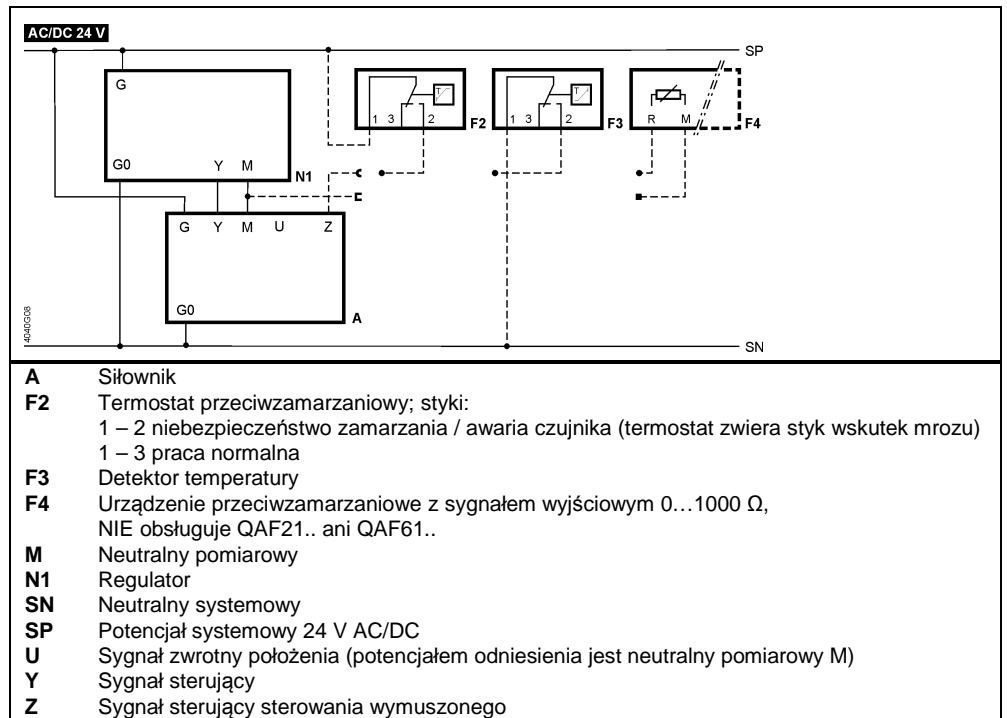 AC/DC 24 V
SP
G
G0 Y M
N1
1 3 2
F2
1 3 2
F3
R M
F4
G Y M U Z
G0
A
4040G08
SN
A Siłownik
F2 Termostat przeciwzamarzaniowy; styki:
1 – 2 niebezpieczeństwo zamarzania / awaria czujnika (termostat zwiera styk wskutek mrozu)
1 – 3 praca normalna
F3 Detektor temperatury
F4 Urządzenie przeciwzamarzaniowe z sygnałem wyjściowym 0…1000 Ω,
NIE obsługuje QAF21.. ani QAF61..
M Neutralny pomiarowy
N1 Regulator
SN Neutralny systemowy
SP Potencjał systemowy 24 V AC/DC
U Sygnał zwrotny położenia (potencjałem odniesienia jest neutralny pomiarowy M)
Y Sygnał sterujący
Z Sygnał sterujący sterowania wymuszonego